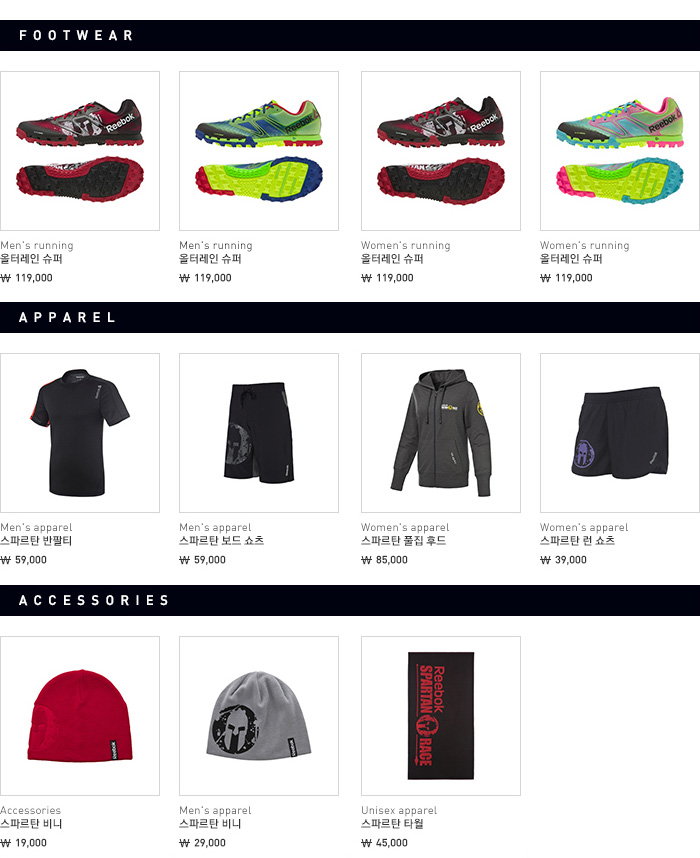 FOOTWEAR
Reebok
Reebok
Reebok
Reebok
Men's running
올터레인 슈퍼
₩ 119,000
Men's running
올터레인 슈퍼
₩ 119,000
Women's running
올터레인 슈퍼
₩ 119,000
Women's running
올터레인 슈퍼
₩ 119,000
APPAREL
Men's apparel
스파르탄 반팔티
₩ 59,000
Men's apparel
스파르탄 보드 쇼츠
₩ 59,000
Women's apparel
스파르탄 풀집 후드
₩ 85,000
Women's apparel
스파르탄 런 쇼츠
₩ 39,000
ACCESSORIES
Reebok
Reebok
Reebok
SPARTAN
RACE
Accessories
스파르탄 비니
₩ 19,000
Men's apparel
스파르탄 비니
₩ 29,000
Unisex apparel
스파르탄 타월
₩ 45,000